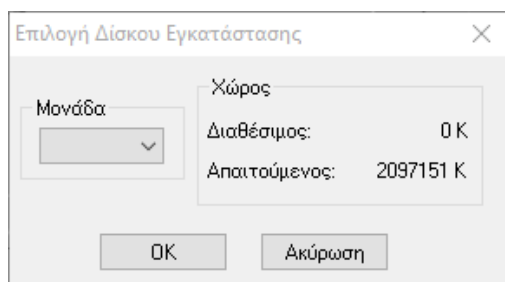 Επιλογή Δίσκου Εγκατάστασης
Μονάδα
Χώρος
Διαθέσιμος: 0 K
Απαιτούμενος: 2097151 K
OK Ακύρωση